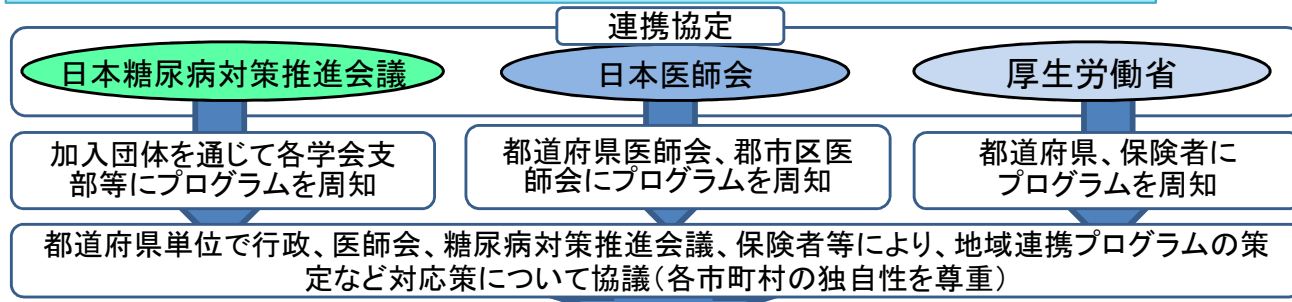 連携協定
日本糖尿病対策推進会議
日本医師会
厚生労働省
加入団体を通じて各学会支
部等にプログラムを周知
都道府県医師会、郡市区医
師会にプログラムを周知
都道府県、保険者に
プログラムを周知
都道府県単位で行政、医師会、糖尿病対策推進会議、保険者等により、地域連携プログラムの策
定など対応策について協議(各市町村の独自性を尊重)